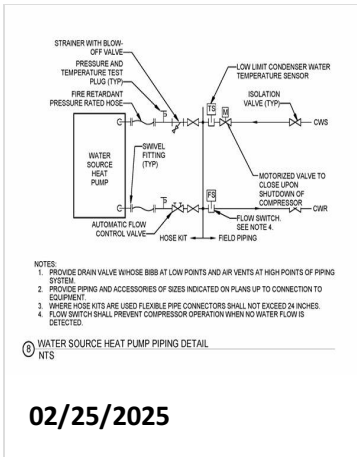 STRAINER WITH BLOW-
OFF VALVE
PRESSURE AND
TEMPERATURE TEST
PLUG (TYP)
FIRE RETARDANT
PRESSURE RATED HOSE
LOW LIMIT CONDENSER WATER
TEMPERATURE SENSOR
ISOLATION
VALVE (TYP)
TS
M
CWS
WATER
SOURCE
HEAT
PUMP
SWIVEL
FITTING
(TYP)
MOTORIZED VALVE TO
CLOSE UPON
SHUTDOWN OF
COMPRESSOR
FS
CWR
AUTOMATIC FLOW
CONTROL VALVE
FLOW SWITCH.
SEE NOTE 4.
HOSE KIT
FIELD PIPING
NOTES:
1. PROVIDE DRAIN VALVE W/HOSE BIBB AT LOW POINTS AND AIR VENTS AT HIGH POINTS OF PIPING
SYSTEM.
2. PROVIDE PIPING AND ACCESSORIES OF SIZES INDICATED ON PLANS UP TO CONNECTION TO
EQUIPMENT.
3. WHERE HOSE KITS ARE USED FLEXIBLE PIPE CONNECTORS SHALL NOT EXCEED 24 INCHES.
4. FLOW SWITCH SHALL PREVENT COMPRESSOR OPERATION WHEN NO WATER FLOW IS
DETECTED.
8 WATER SOURCE HEAT PUMP PIPING DETAIL
NTS
02/25/2025